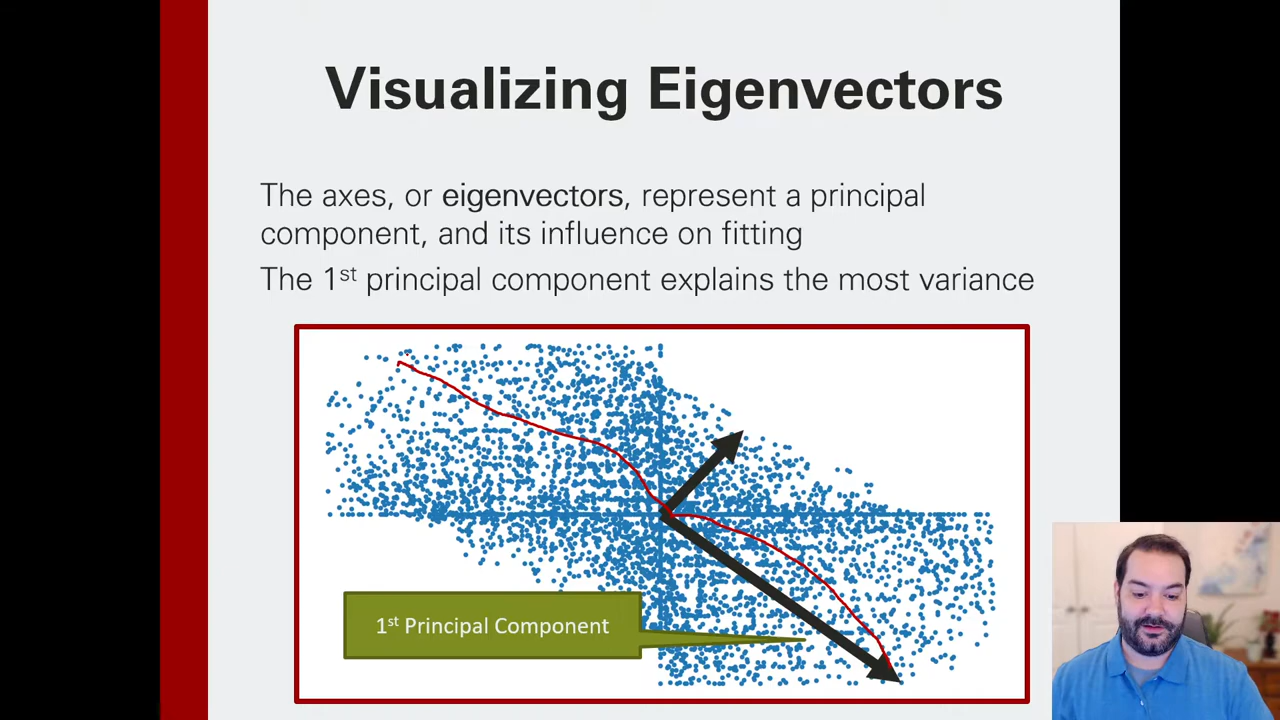 Visualizing Eigenvectors
The axes, or eigenvectors, represent a principal
component, and its influence on fitting
The 1st principal component explains the most variance
1st Principal Component